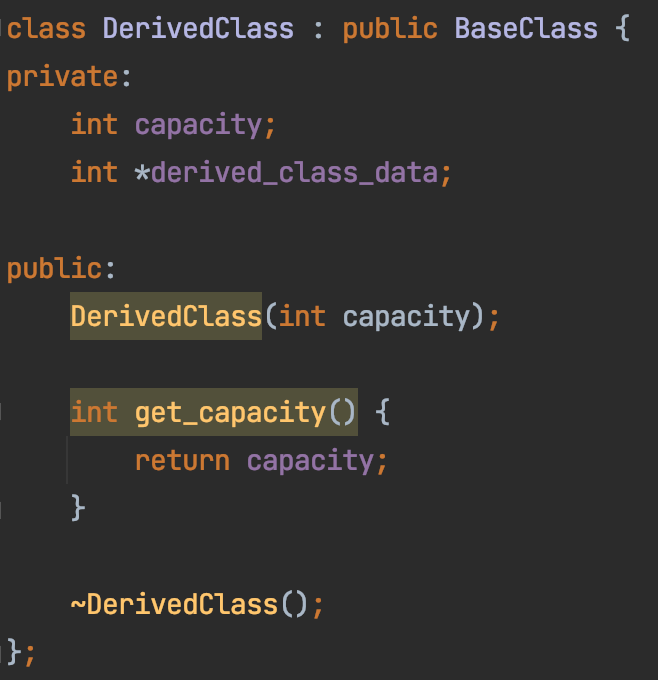 class DerivedClass : public BaseClass {
private:
    int capacity;
    int *derived_class_data;
public:
    DerivedClass(int capacity);
    int get_capacity() {
        return capacity;
    }
    ~DerivedClass();
};